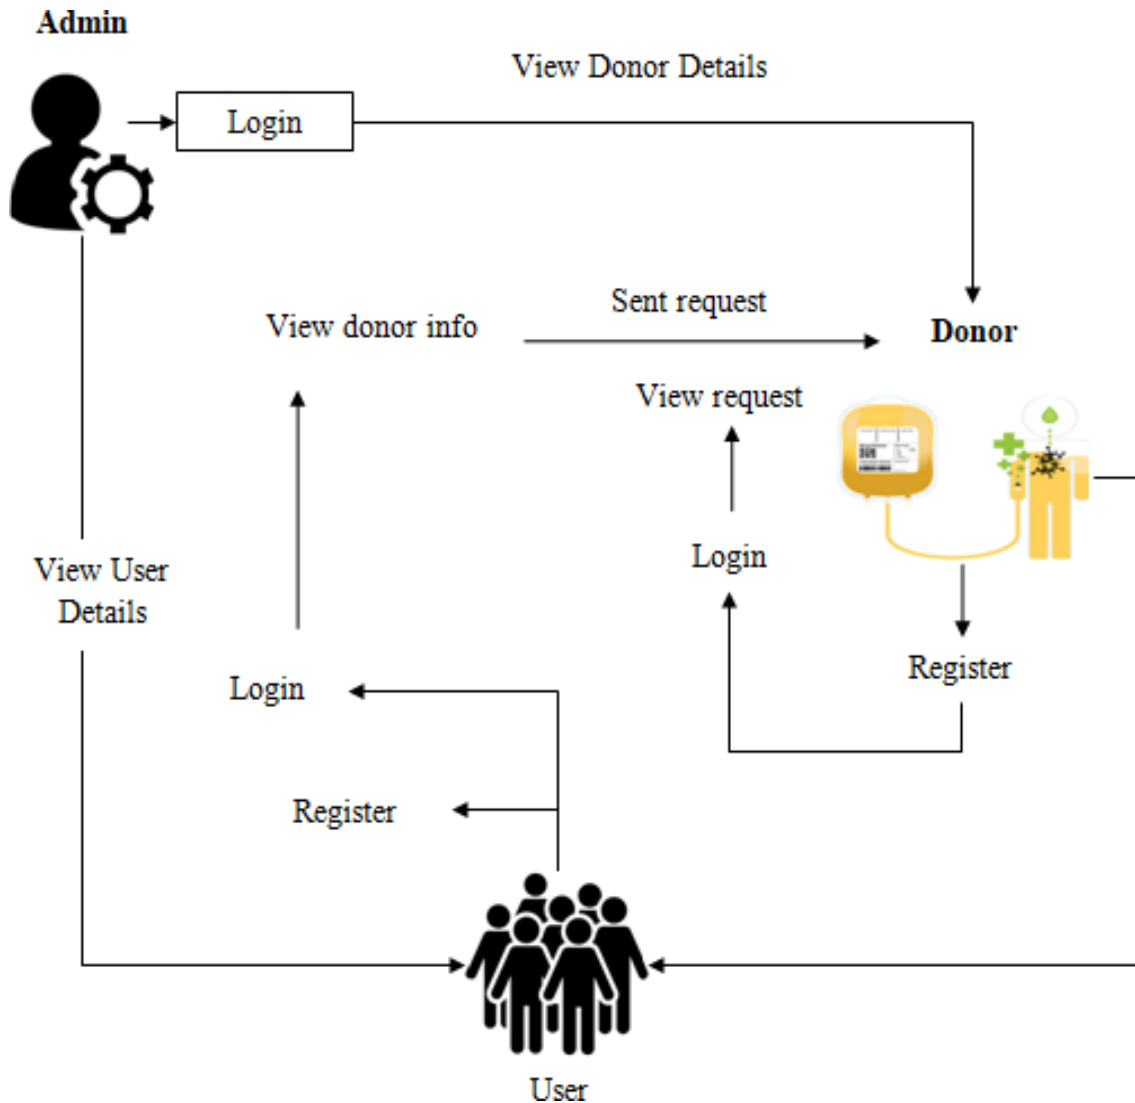 Admin
View Donor Details
Login
Sent request
View donor info
Donor
View request
Login
View User
Details
Register
Login
Register
User